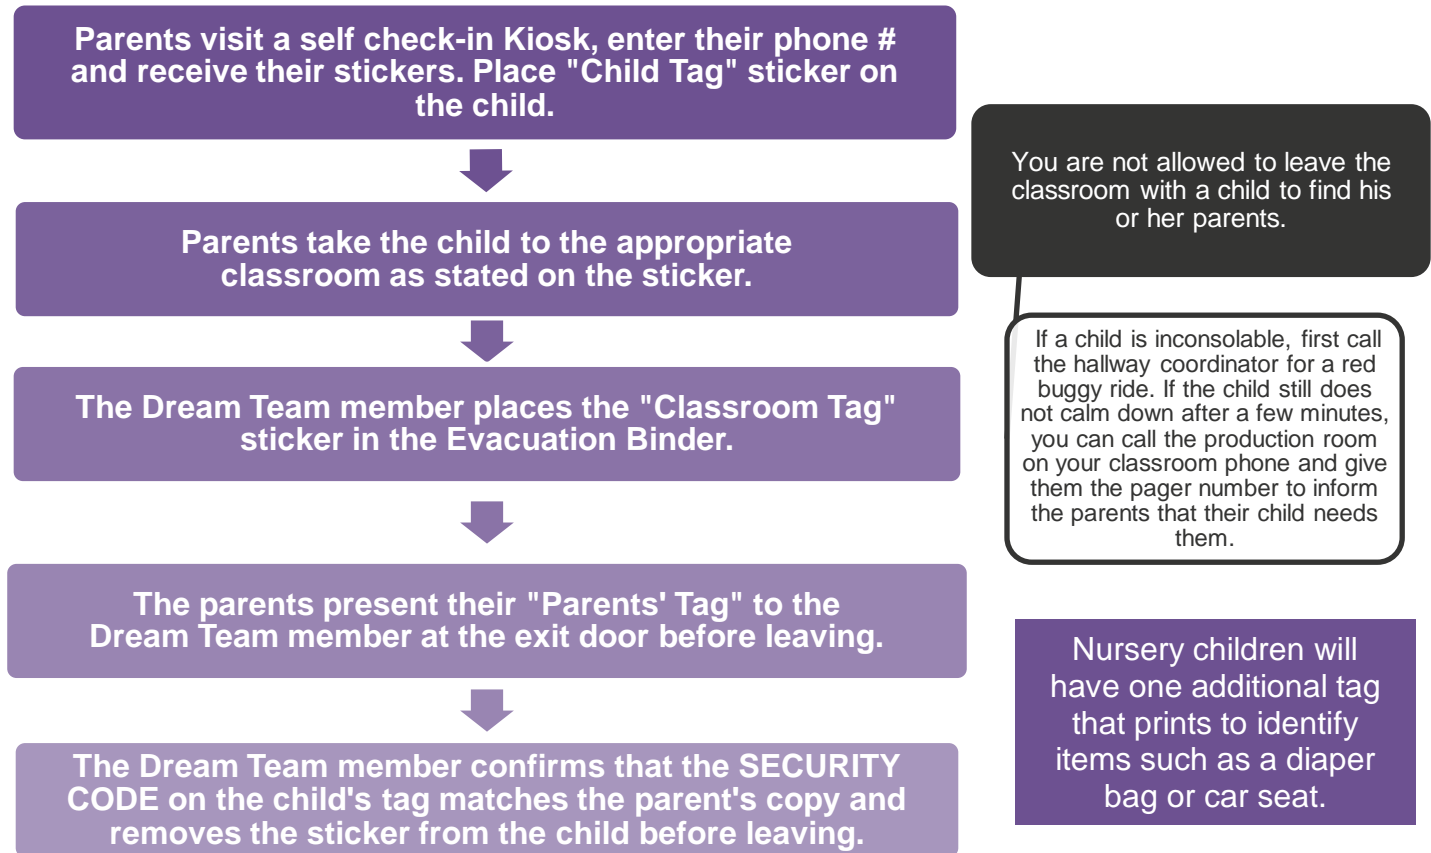 Parents visit a self check-in Kiosk, enter their phone #
and receive their stickers. Place "Child Tag" sticker on
the child.
Parents take the child to the appropriate
classroom as stated on the sticker.
The Dream Team member places the "Classroom Tag"
sticker in the Evacuation Binder.
The parents present their "Parents' Tag" to the
Dream Team member at the exit door before leaving.
The Dream Team member confirms that the SECURITY
CODE on the child's tag matches the parent's copy and
removes the sticker from the child before leaving.
You are not allowed to leave the
classroom with a child to find his
or her parents.
If a child is inconsolable, first call
the hallway coordinator for a red
buggy ride. If the child still does
not calm down after a few minutes,
you can call the production room
on your classroom phone and give
them the pager number to inform
the parents that their child needs
them.
Nursery children will
have one additional tag
that prints to identify
items such as a diaper
bag or car seat.